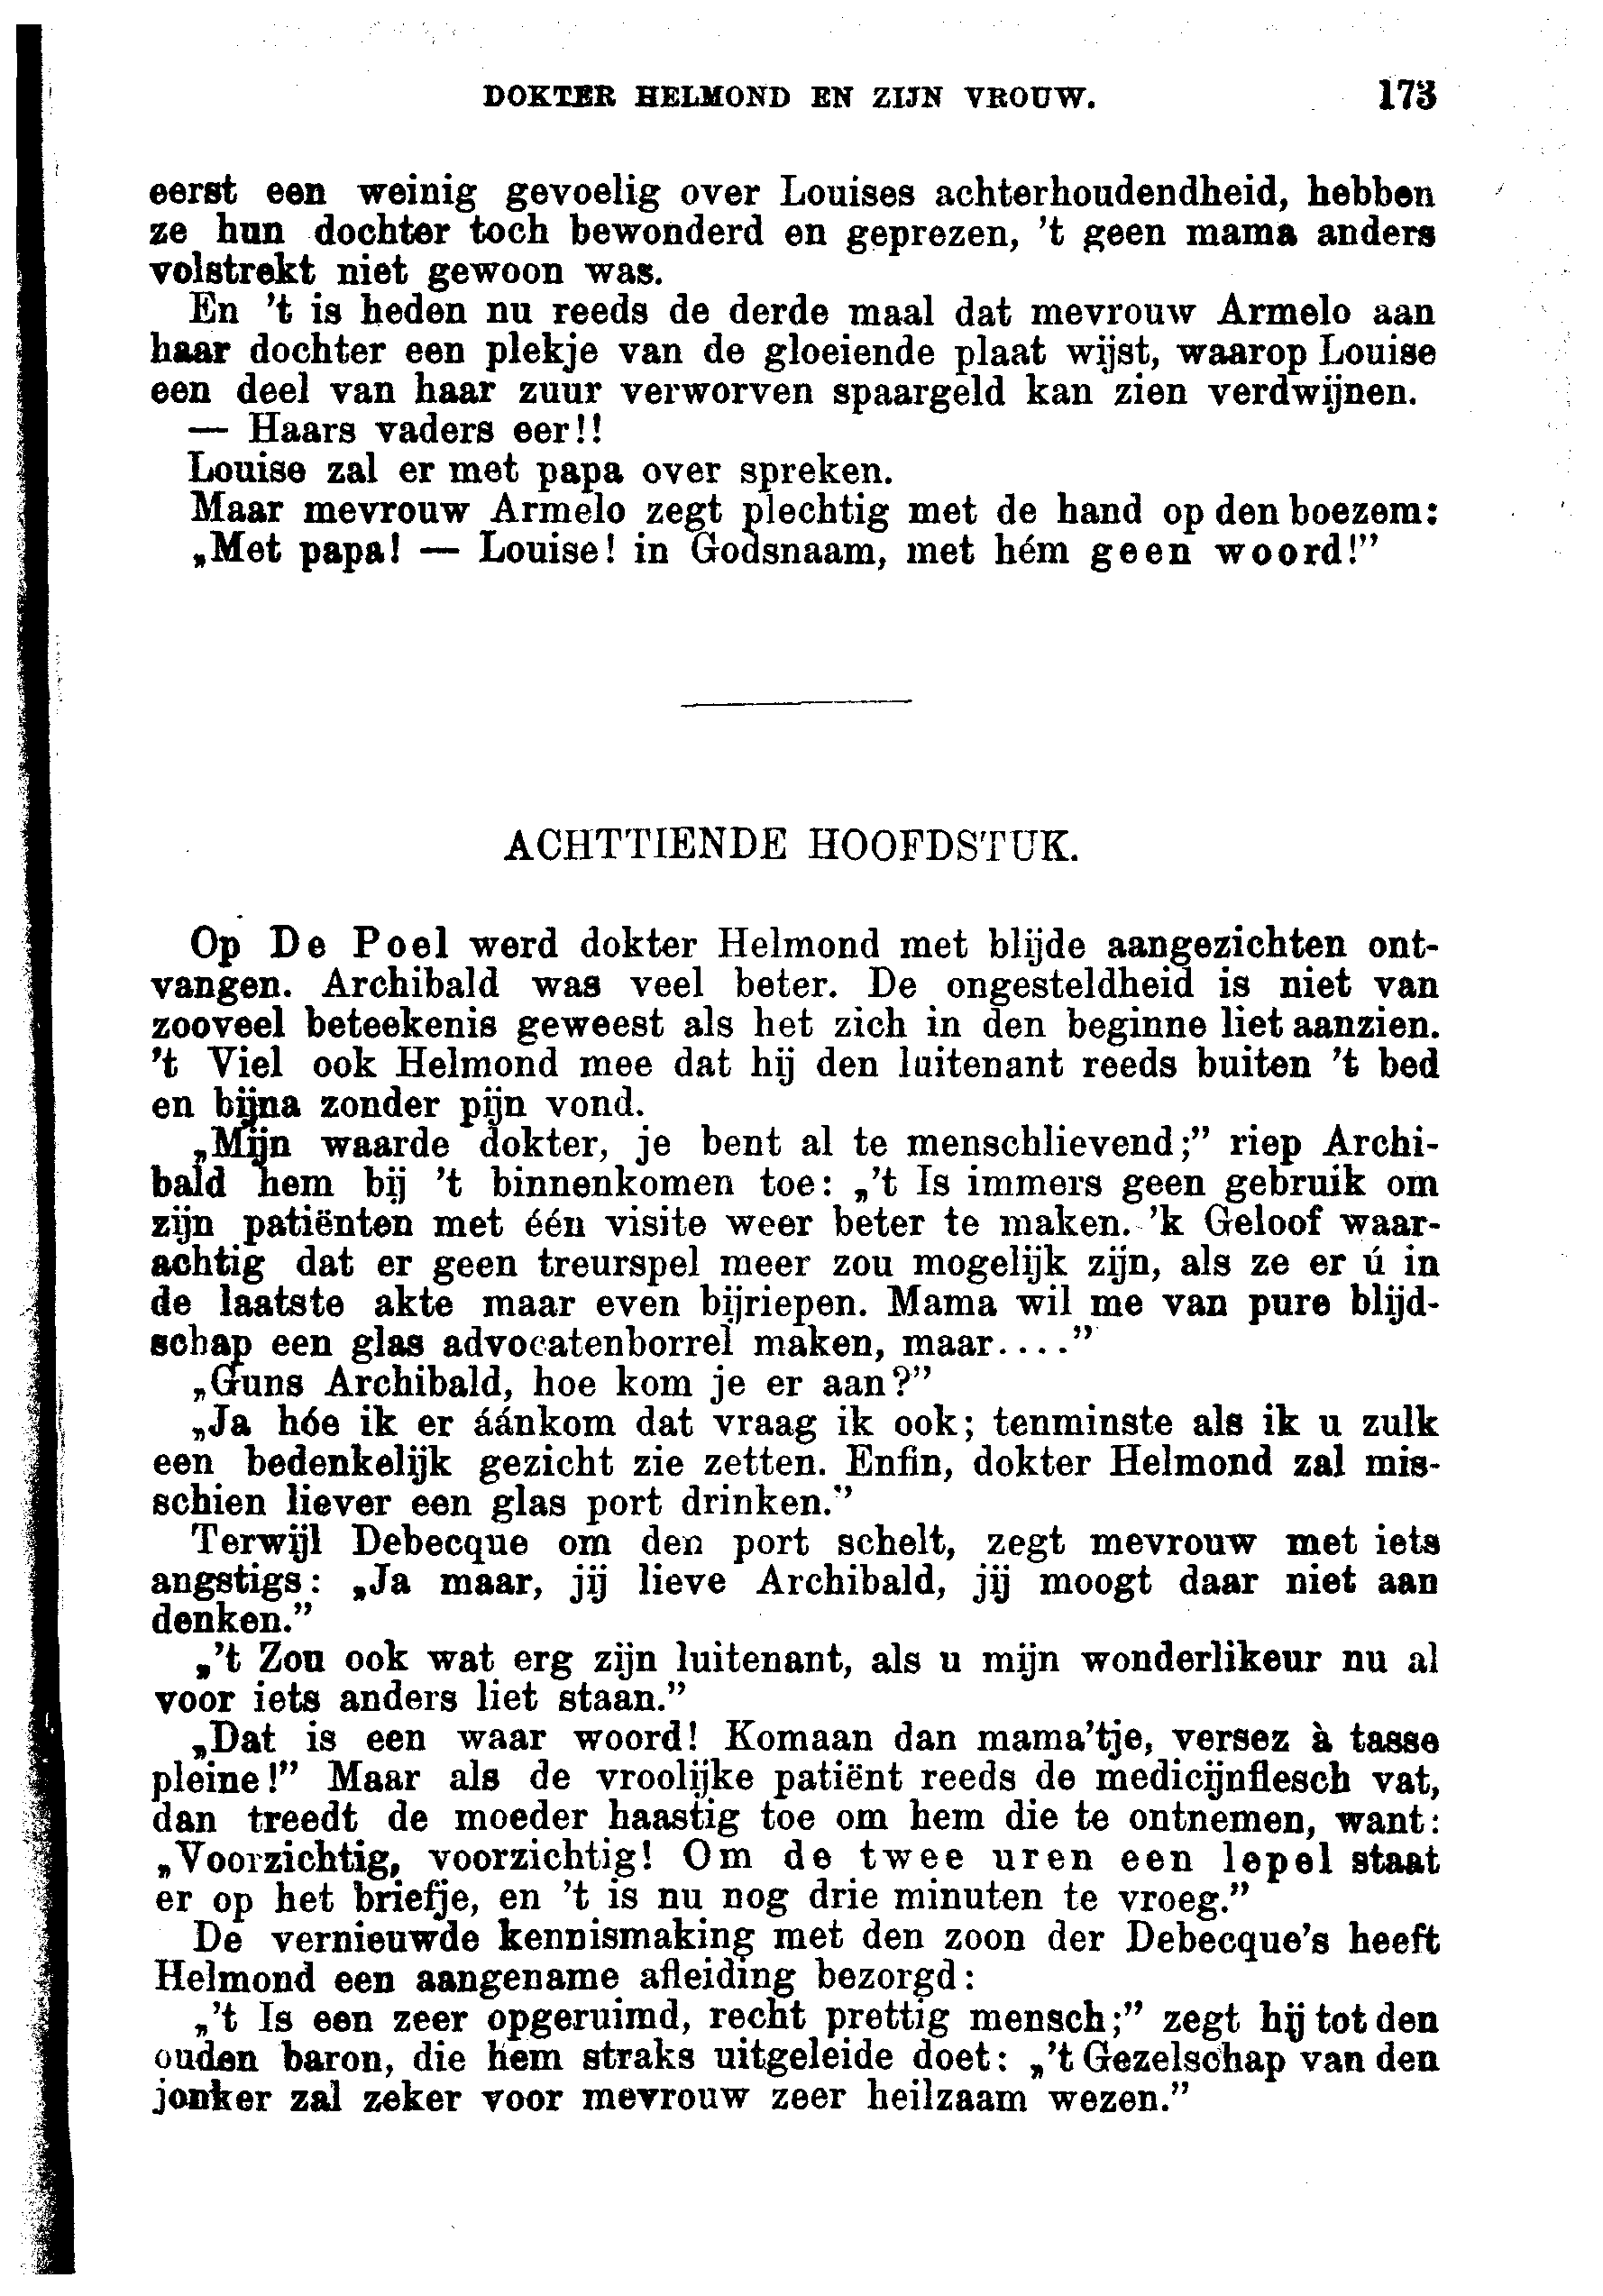 DOKTER HELMOND EN ZIJN VROUW. 173
eerst een weinig gevoelig over Louises achterhoudendheid, hebben
ze hun dochter toch bewonderd en geprezen, 't geen mama anders
volstrekt niet gewoon was.
En 't is heden nu reeds de derde maal dat mevrouw Armelo aan
haar dochter een plekje van de gloeiende plaat wijst, waarop Louise
een deel van haar zuur verworven spaargeld kan zien verdwijnen.
— Haars vaders eer!!
Louise zal er met papa over spreken.
Maar mevrouw Armelo zegt plechtig met de hand op den boezem:
„Met papa! — Louise! in Godsnaam, met hém geen woord!”
ACHTTIENDE HOOFDSTUK.
Op De Poel werd dokter Helmond met blijde aangezichten ont-
vangen. Archibald was veel beter. De ongesteldheid is niet van
zooveel beteekenis geweest als het zich in den beginne liet aanzien.
't Viel ook Helmond mee dat hij den luitenant reeds buiten 't bed
en bijna zonder pijn vond.
„Mijn waarde dokter, je bent al te menschlievend;” riep Archi-
bald hem bij 't binnenkomen toe: „'t Is immers geen gebruik om
zijn patiënten met één visite weer beter te maken. 'k Geloof waar-
achtig dat er geen treurspel meer zou mogelijk zijn, als ze er ú in
de laatste akte maar even bijriepen. Mama wil me van pure blijd-
schap een glas advocatenborrel maken, maar....”
„Guns Archibald, hoe kom je er aan?”
„Ja hóe ik er áánkom dat vraag ik ook; tenminste als ik u zulk
een bedenkelijk gezicht zie zetten. Enfin, dokter Helmond zal mis-
schien liever een glas port drinken.”
Terwijl Debecque om den port schelt, zegt mevrouw met iets
angstigs: „Ja maar, jij lieve Archibald, jij moogt daar niet aan
denken.”
„'t Zou ook wat erg zijn luitenant, als u mijn wonderlikeur nu al
voor iets anders liet staan.”
„Dat is een waar woord! Komaan dan mama'tje, versez à tasse
pleine!” Maar als de vroolijke patiënt reeds de medicijnflesch vat,
dan treedt de moeder haastig toe om hem die te ontnemen, want:
„Voorzichtig, voorzichtig! Om de twee uren een lepel staat
er op het briefje, en 't is nu nog drie minuten te vroeg.”
De vernieuwde kennismaking met den zoon der Debecque's heeft
Helmond een aangename afleiding bezorgd:
„'t Is een zeer opgeruimd, recht prettig mensch;” zegt hij tot den
ouden baron, die hem straks uitgeleide doet: „'t Gezelschap van den
jonker zal zeker voor mevrouw zeer heilzaam wezen.”